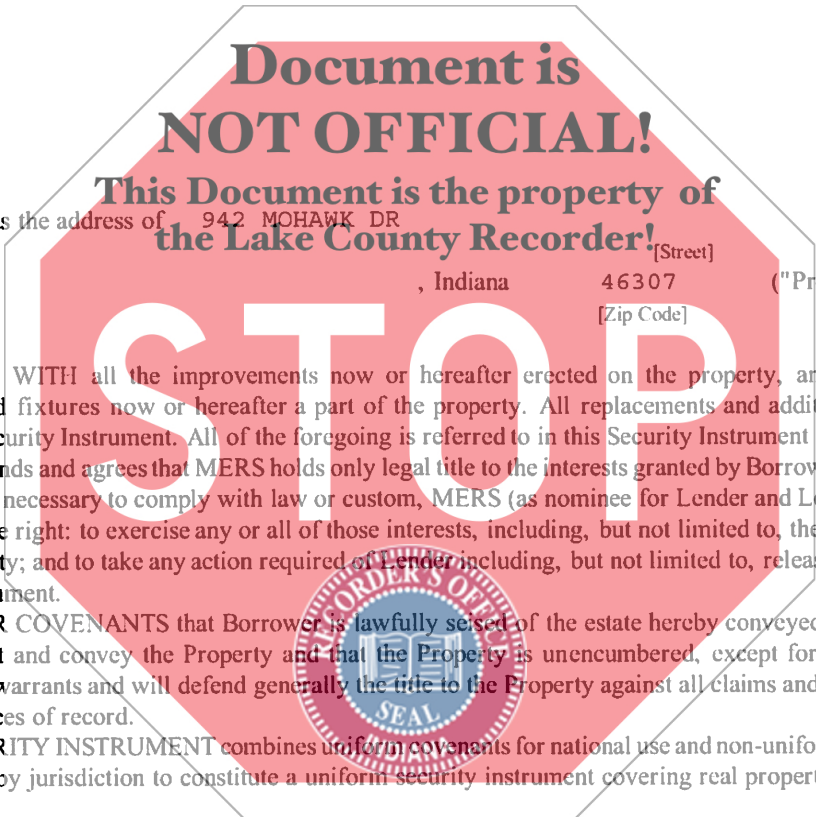 Document is
NOT OFFICIAL!
This Document is the property of
the Lake County Recorder!
s the address of 942 MOHAWK DR
[Street]
, Indiana 46307 ("Pr
[Zip Code]
STOP
WITH all the improvements now or hereafter erected on the property, an
d fixtures now or hereafter a part of the property. All replacements and addit
curity Instrument. All of the foregoing is referred to in this Security Instrument
nds and agrees that MERS holds only legal title to the interests granted by Borrow
necessary to comply with law or custom, MERS (as nominee for Lender and Le
e right: to exercise any or all of those interests, including, but not limited to, the
ty; and to take any action required of Lender including, but not limited to, relea
ument.
R COVENANTS that Borrower is lawfully seised of the estate hereby conveyed
t and convey the Property and that the Property is unencumbered, except for
warrants and will defend generally the title to the Property against all claims and
ces of record.
RITY INSTRUMENT combines uniform covenants for national use and non-unifo
by jurisdiction to constitute a uniform security instrument covering real propert
RECORDER'S OFFICE
SEAL
INDIANA